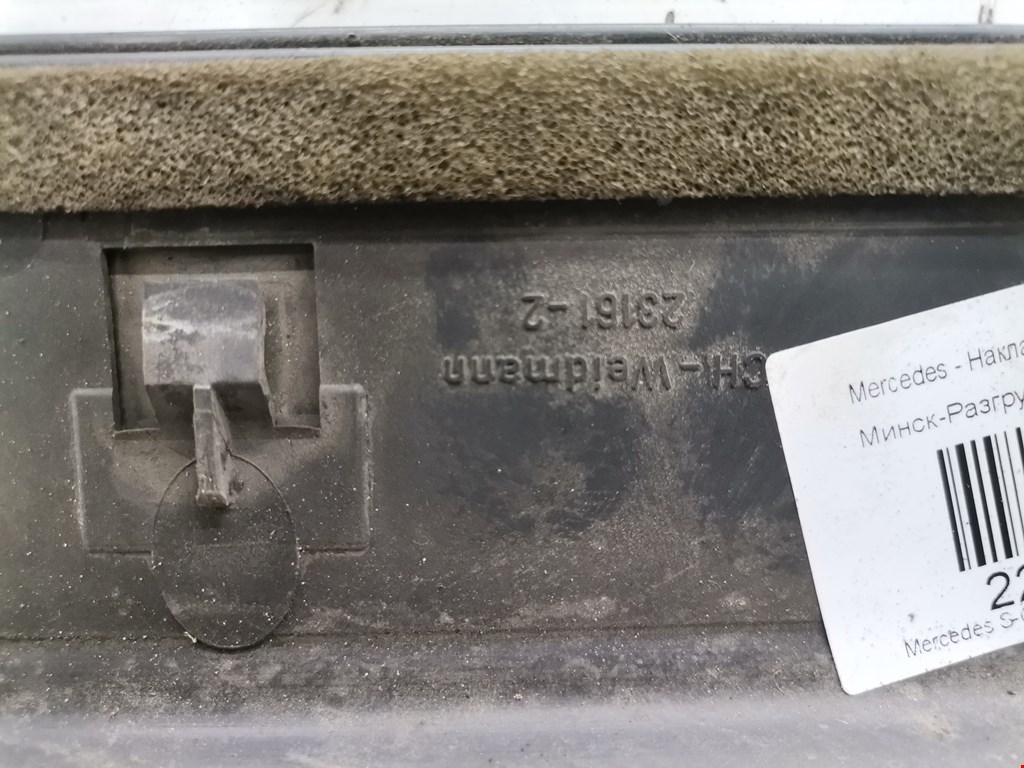 CH-Weidmann
23161-2
Mercedes - Накла
Минск-Разгру
22
Mercedes S-